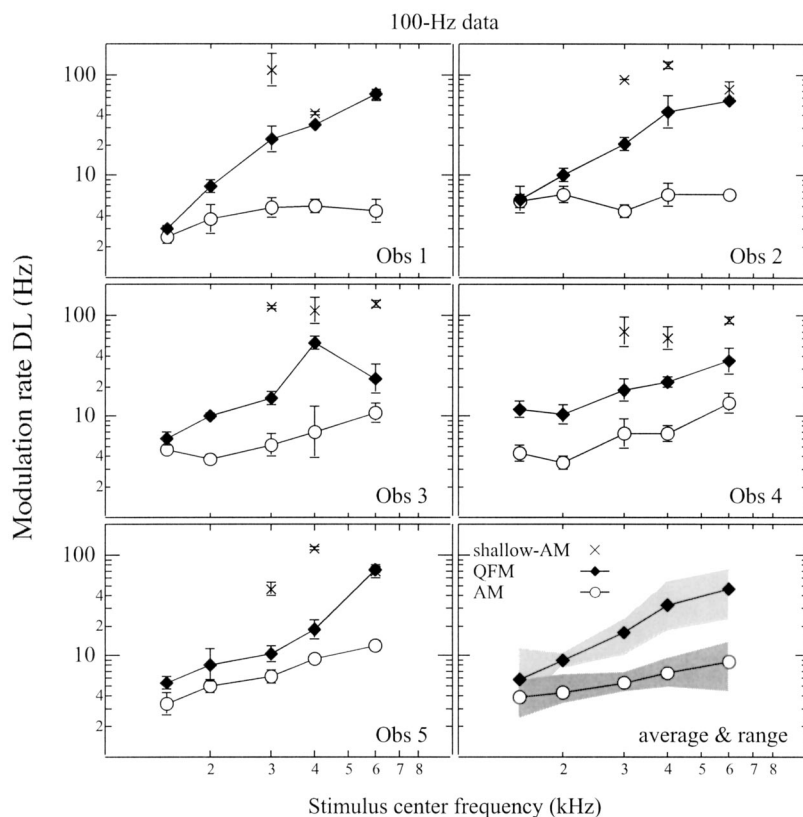 100-Hz data
Modulation rate DL (Hz)
100
4
2
10
4
2
Obs 1
Obs 2
100
4
2
10
4
2
Obs 3
Obs 4
100
4
2
10
4
2
Obs 5
shallow-AM
QFM
AM
average & range
2 3 4 5 6 7 8
2 3 4 5 6 7 8
Stimulus center frequency (kHz)